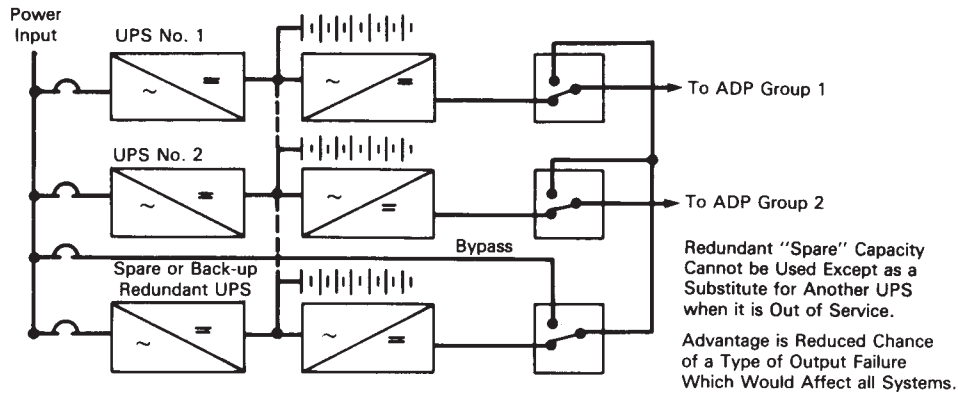 Power
Input
UPS No. 1
~
=
~
=
To ADP Group 1
UPS No. 2
~
=
~
=
To ADP Group 2
Bypass
Spare or Back-up
Redundant UPS
~
=
~
=
Redundant "Spare" Capacity
Cannot be Used Except as a
Substitute for Another UPS
when it is Out of Service.
Advantage is Reduced Chance
of a Type of Output Failure
Which Would Affect all Systems.